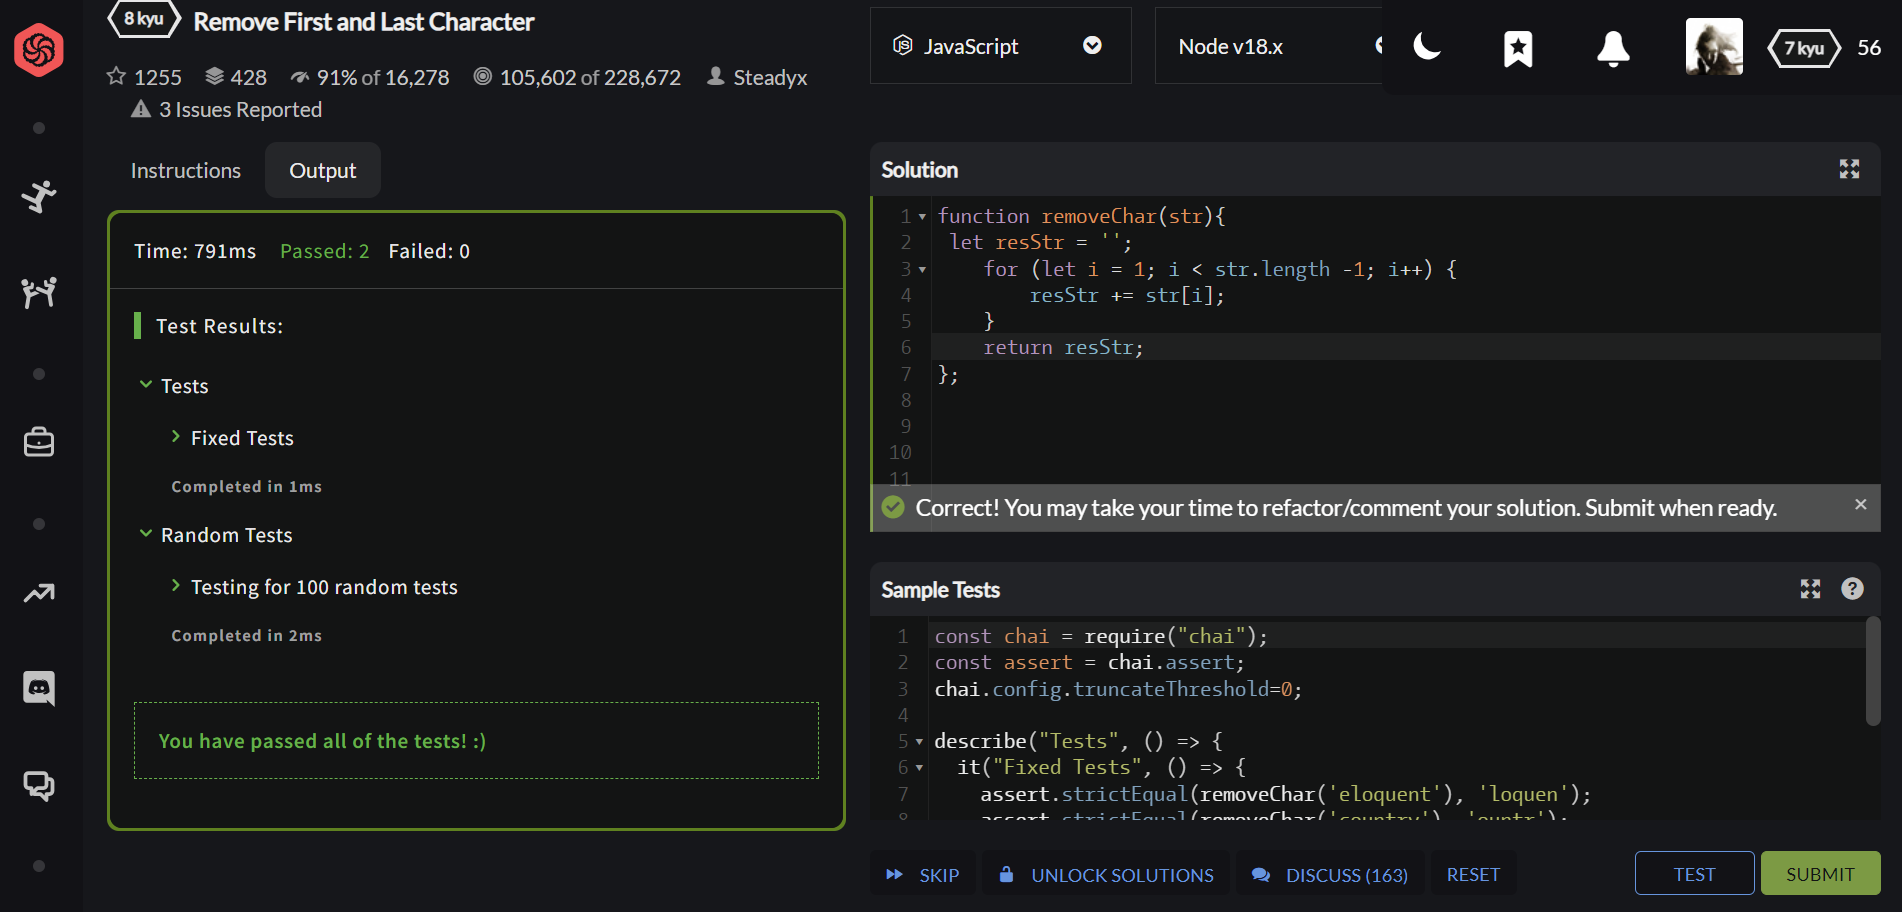 8 kyu Remove First and Last Character
1255 428 91% of 16,278 105,602 of 228,672 Steadyx
3 Issues Reported
JavaScript
Node v18.x
7 kyu 56
Instructions Output
Time: 791ms Passed: 2 Failed: 0
Test Results:
Tests
Fixed Tests
Completed in 1ms
Random Tests
Testing for 100 random tests
Completed in 2ms
You have passed all of the tests! :)
Solution
1 function removeChar(str){
2 let resStr = '';
3 for (let i = 1; i < str.length -1; i++) {
4 resStr += str[i];
5 }
6 return resStr;
7 };
8
9
10
11
Correct! You may take your time to refactor/comment your solution. Submit when ready.
Sample Tests
1 const chai = require("chai");
2 const assert = chai.assert;
3 chai.config.truncateThreshold=0;
4
5 describe("Tests", () => {
6 it("Fixed Tests", () => {
7 assert.strictEqual(removeChar('eloquent'), 'loquen');
8 assert.strictEqual(removeChar('country'), 'ountr');
SKIP UNLOCK SOLUTIONS DISCUSS (163) RESET TEST SUBMIT